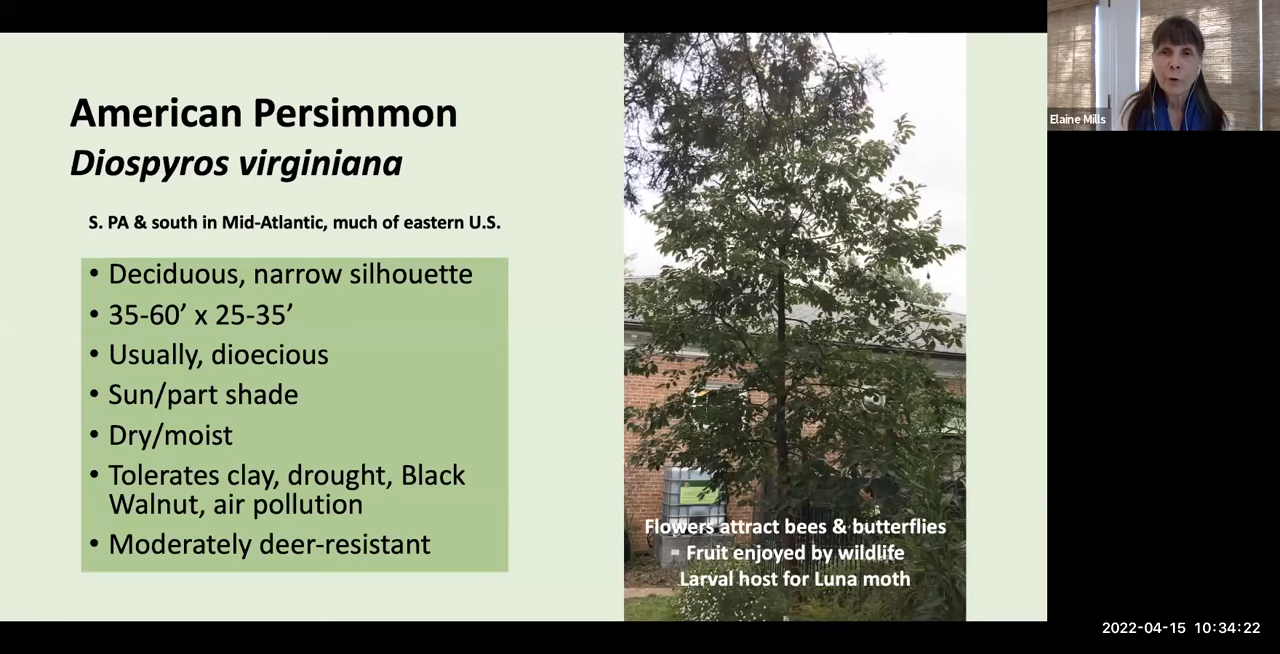 American Persimmon
Diospyros virginiana
S. PA & south in Mid-Atlantic, much of eastern U.S.
• Deciduous, narrow silhouette
• 35-60’ x 25-35’
• Usually, dioecious
• Sun/part shade
• Dry/moist
• Tolerates clay, drought, Black
Walnut, air pollution
• Moderately deer-resistant
Flowers attract bees & butterflies
Fruit enjoyed by wildlife
Larval host for Luna moth
Elaine Mills
2022-04-15 10:34:22